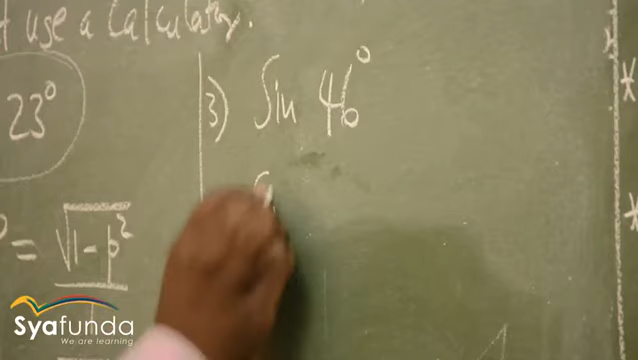 use a Calculator.
23°
3) Sin 46°
= √1-p²
Syafunda
We are learning